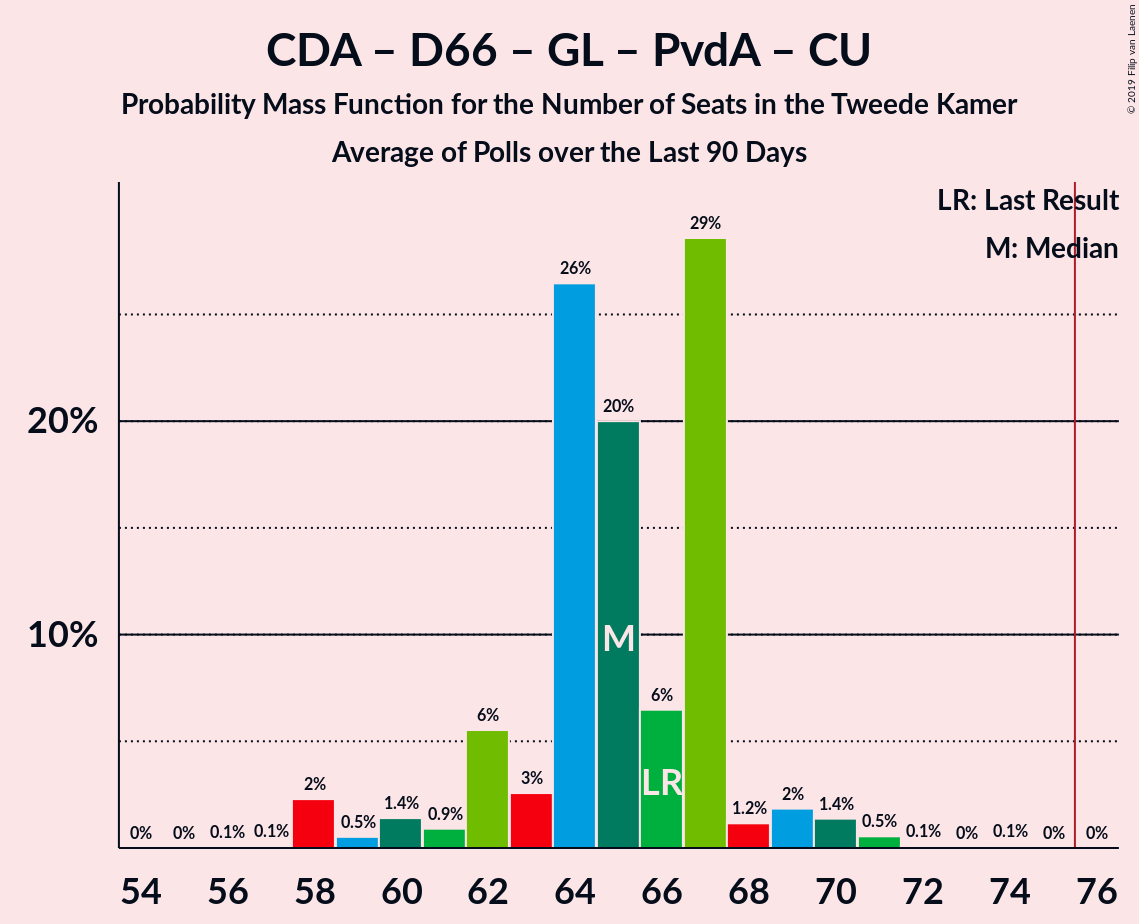 CDA – D66 – GL – PvdA – CU
Probability Mass Function for the Number of Seats in the Tweede Kamer
Average of Polls over the Last 90 Days
© 2019 Filip van Laenen
LR: Last Result
M: Median
20%
10%
0% 0% 0.1% 0.1% 2% 0.5% 1.4% 0.9% 6% 3% 26% 20% 6% 29% 1.2% 2% 1.4% 0.5% 0.1% 0% 0.1% 0% 0%
M
LR
54 56 58 60 62 64 66 68 70 72 74 76